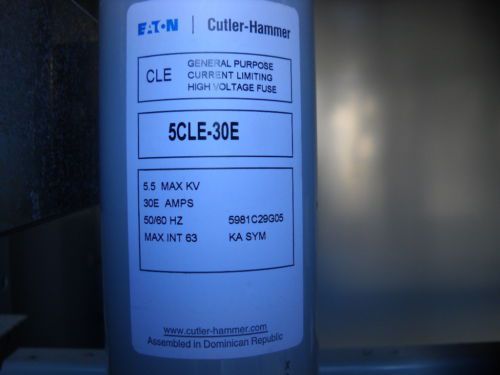 EATON | Cutler-Hammer
CLE GENERAL PURPOSE
CURRENT LIMITING
HIGH VOLTAGE FUSE
5CLE-30E
5.5 MAX KV
30E AMPS
50/60 HZ 5981C29G05
MAX INT 63 KA SYM
www.cutler-hammer.com
Assembled in Dominican Republic
X